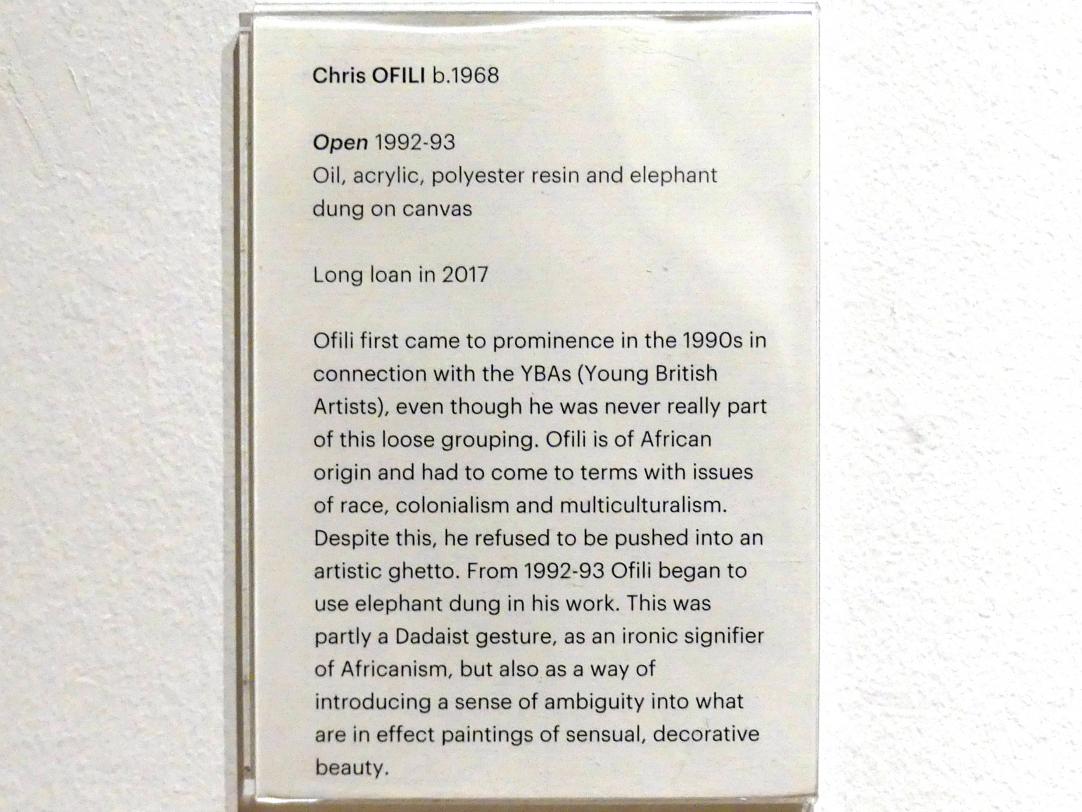 Chris OFILI b.1968
Open 1992-93
Oil, acrylic, polyester resin and elephant
dung on canvas
Long loan in 2017
Ofili first came to prominence in the 1990s in
connection with the YBAs (Young British
Artists), even though he was never really part
of this loose grouping. Ofili is of African
origin and had to come to terms with issues
of race, colonialism and multiculturalism.
Despite this, he refused to be pushed into an
artistic ghetto. From 1992-93 Ofili began to
use elephant dung in his work. This was
partly a Dadaist gesture, as an ironic signifier
of Africanism, but also as a way of
introducing a sense of ambiguity into what
are in effect paintings of sensual, decorative
beauty.